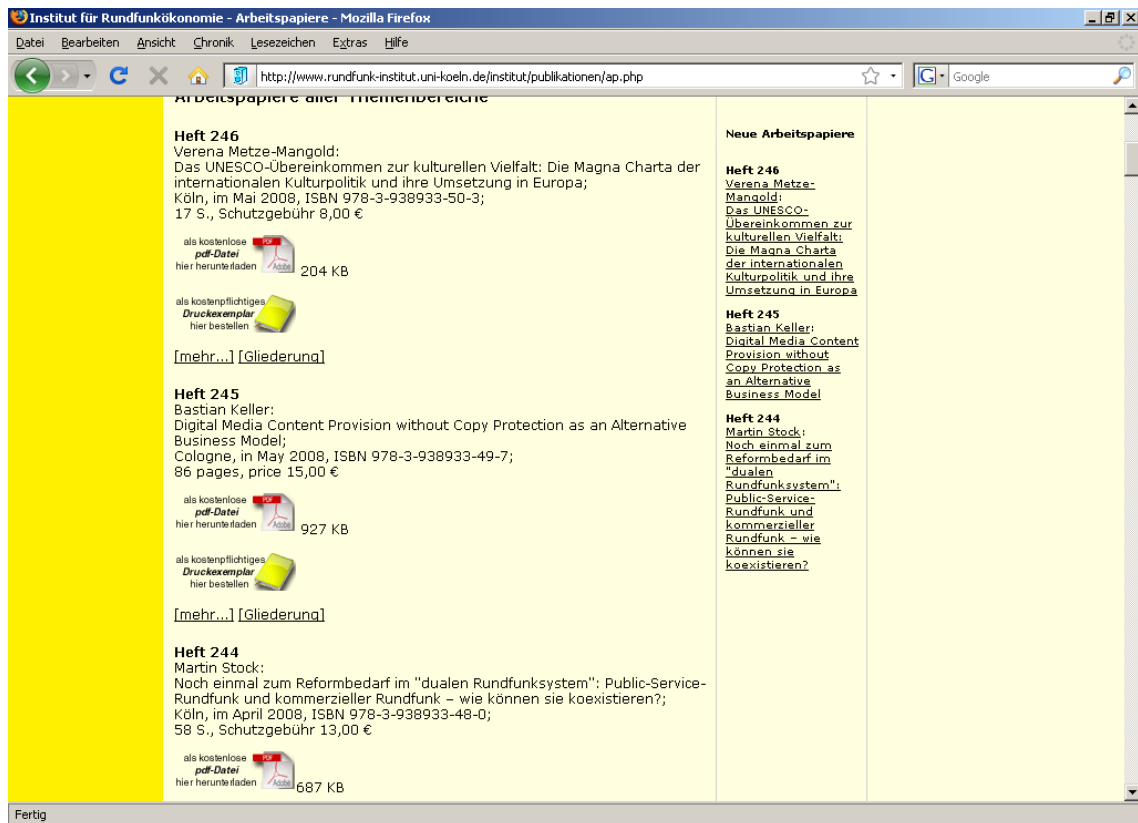 Institut für Rundfunkökonomie - Arbeitspapiere - Mozilla Firefox
Datei Bearbeiten Ansicht Chronik Lesezeichen Extras Hilfe
http://www.rundfunk-institut.uni-koeln.de/institut/publikationen/ap.php
G Google
Arbeitspapiere aller Themenbereiche
Heft 246
Verena Metze-Mangold:
Das UNESCO-Übereinkommen zur kulturellen Vielfalt: Die Magna Charta der
internationalen Kulturpolitik und ihre Umsetzung in Europa;
Köln, im Mai 2008, ISBN 978-3-938933-50-3;
17 S., Schutzgebühr 8,00 €
als kostenlose
pdf-Datei
hier herunterladen
PDF
Adobe
204 KB
als kostenpflichtiges
Druckexemplar
hier bestellen
[mehr...] [Gliederung]
Heft 245
Bastian Keller:
Digital Media Content Provision without Copy Protection as an Alternative
Business Model;
Cologne, in May 2008, ISBN 978-3-938933-49-7;
86 pages, price 15,00 €
als kostenlose
pdf-Datei
hier herunterladen
PDF
Adobe
927 KB
als kostenpflichtiges
Druckexemplar
hier bestellen
[mehr...] [Gliederung]
Heft 244
Martin Stock:
Noch einmal zum Reformbedarf im "dualen Rundfunksystem": Public-Service-
Rundfunk und kommerzieller Rundfunk – wie können sie koexistieren?;
Köln, im April 2008, ISBN 978-3-938933-48-0;
58 S., Schutzgebühr 13,00 €
als kostenlose
pdf-Datei
hier herunterladen
PDF
Adobe
687 KB
Neue Arbeitspapiere
Heft 246
Verena Metze-
Mangold:
Das UNESCO-
Übereinkommen zur
kulturellen Vielfalt:
Die Magna Charta
der internationalen
Kulturpolitik und ihre
Umsetzung in Europa
Heft 245
Bastian Keller:
Digital Media Content
Provision without
Copy Protection as
an Alternative
Business Model
Heft 244
Martin Stock:
Noch einmal zum
Reformbedarf im
"dualen
Rundfunksystem":
Public-Service-
Rundfunk und
kommerzieller
Rundfunk – wie
können sie
koexistieren?
Fertig